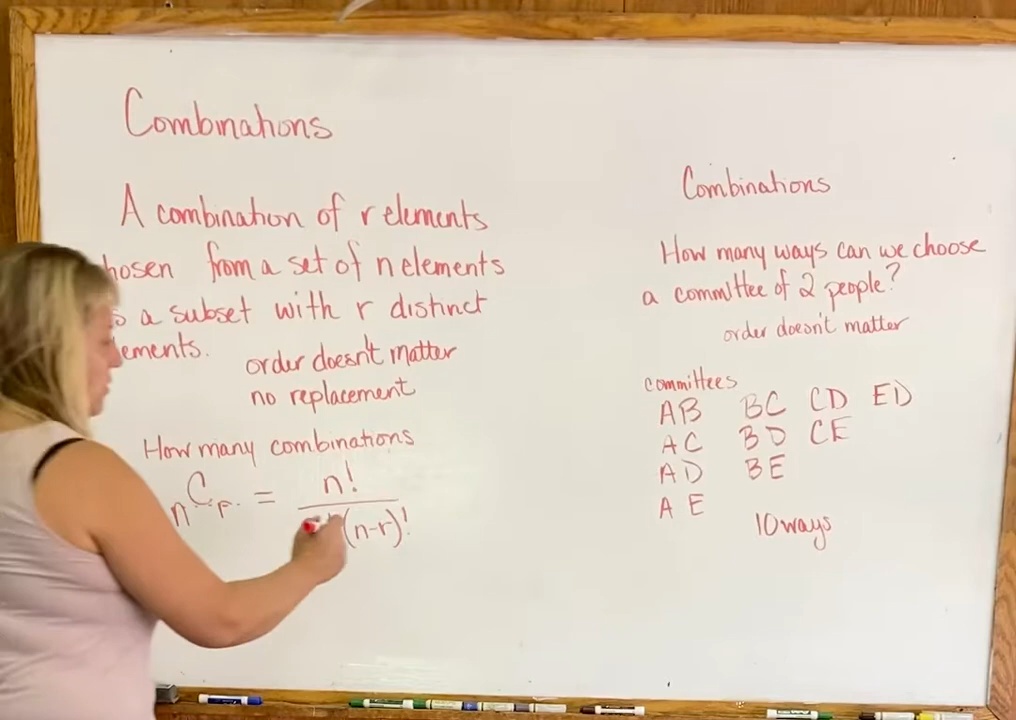 Combinations
A combination of r elements
hosen from a set of n elements
s a subset with r distinct
ements.
order doesn't matter
no replacement
How many combinations
nCr = n!
(n-r)!
Combinations
How many ways can we choose
a committee of 2 people?
order doesn't matter
committees
AB BC CD ED
AC BD CE
AD BE
AE
10 ways